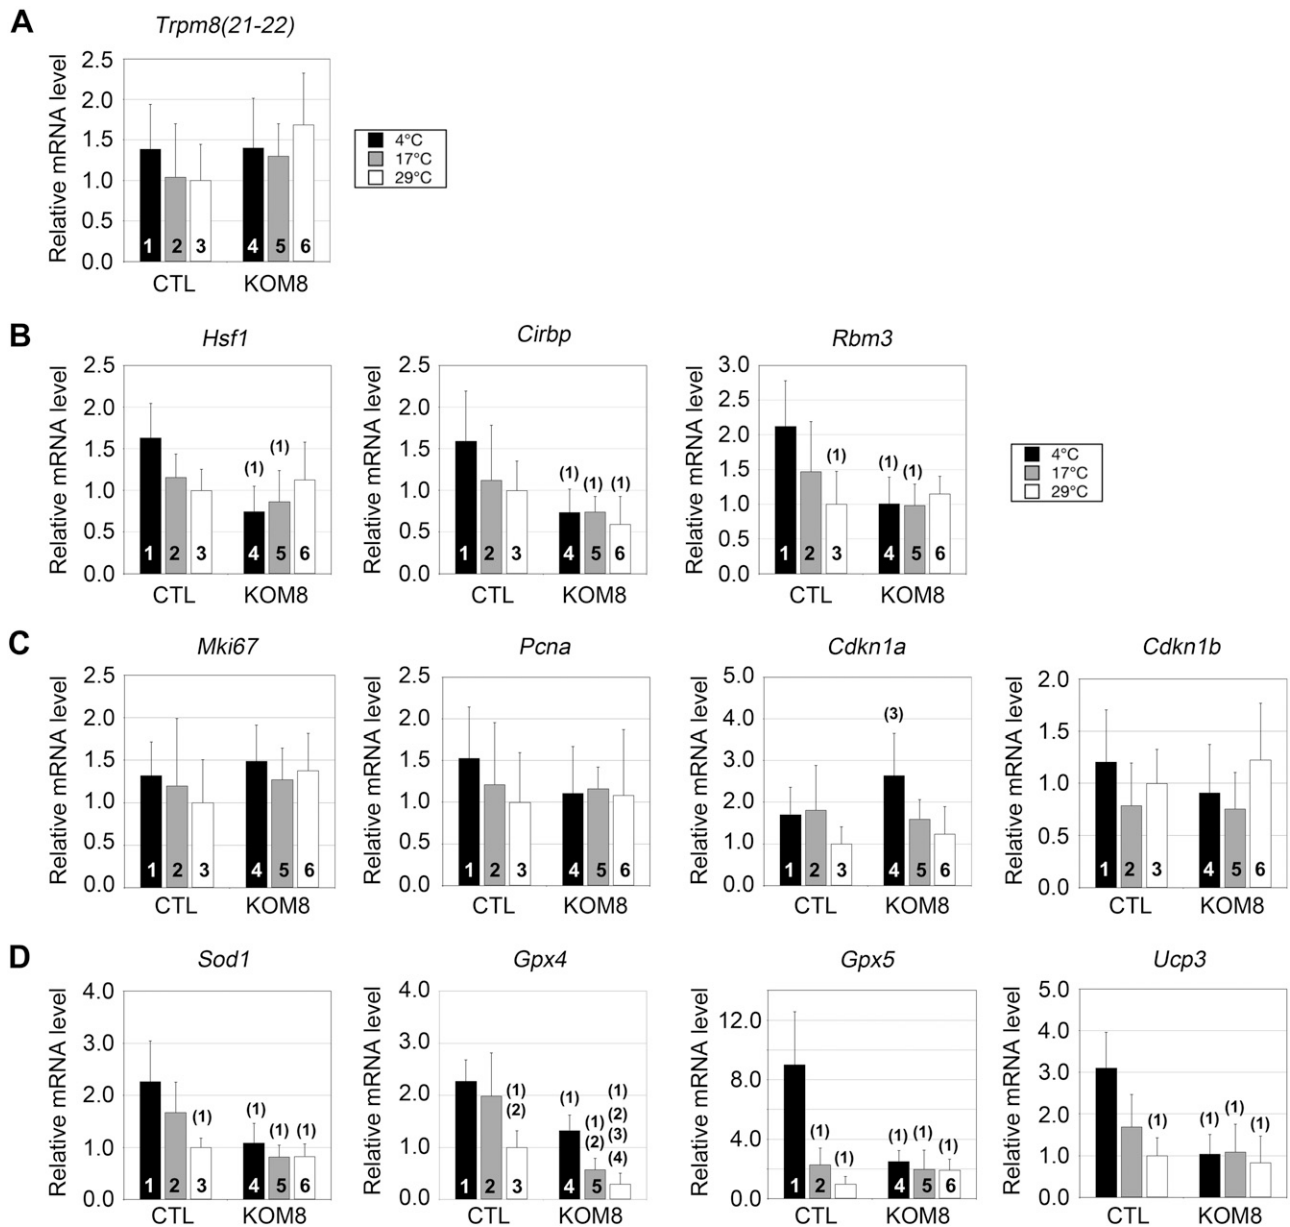 A
Trpm8(21-22)
Relative mRNA level
2.5
2.0
1.5
1.0
0.5
0.0
1 2 3 4 5 6
CTL KOM8
4°C
17°C
29°C
B
Hsf1
Relative mRNA level
2.5
2.0
1.5
1.0
0.5
0.0
(1) (1)
1 2 3 4 5 6
CTL KOM8
Cirbp
Relative mRNA level
2.5
2.0
1.5
1.0
0.5
0.0
(1) (1) (1)
1 2 3 4 5 6
CTL KOM8
Rbm3
Relative mRNA level
3.0
2.5
2.0
1.5
1.0
0.5
0.0
(1) (1) (1)
1 2 3 4 5 6
CTL KOM8
4°C
17°C
29°C
C
Mki67
Relative mRNA level
2.5
2.0
1.5
1.0
0.5
0.0
1 2 3 4 5 6
CTL KOM8
Pcna
Relative mRNA level
2.5
2.0
1.5
1.0
0.5
0.0
1 2 3 4 5 6
CTL KOM8
Cdkn1a
Relative mRNA level
5.0
4.0
3.0
2.0
1.0
0.0
(3)
1 2 3 4 5 6
CTL KOM8
Cdkn1b
Relative mRNA level
2.0
1.5
1.0
0.5
0.0
1 2 3 4 5 6
CTL KOM8
D
Sod1
Relative mRNA level
4.0
3.0
2.0
1.0
0.0
(1) (1) (1) (1)
1 2 3 4 5 6
CTL KOM8
Gpx4
Relative mRNA level
4.0
3.0
2.0
1.0
0.0
(1)
(2)
(1)
(1)
(2)
(1)
(2)
(3)
(4)
1 2 3 4 5
CTL KOM8
Gpx5
Relative mRNA level
12.0
8.0
4.0
0.0
(1) (1) (1) (1) (1)
1 2 3 4 5 6
CTL KOM8
Ucp3
Relative mRNA level
5.0
4.0
3.0
2.0
1.0
0.0
(1) (1) (1) (1)
CTL KOM8